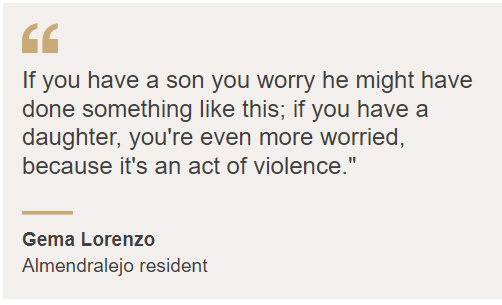 “
If you have a son you worry he might have
done something like this; if you have a
daughter, you're even more worried,
because it's an act of violence."
Gema Lorenzo
Almendralejo resident